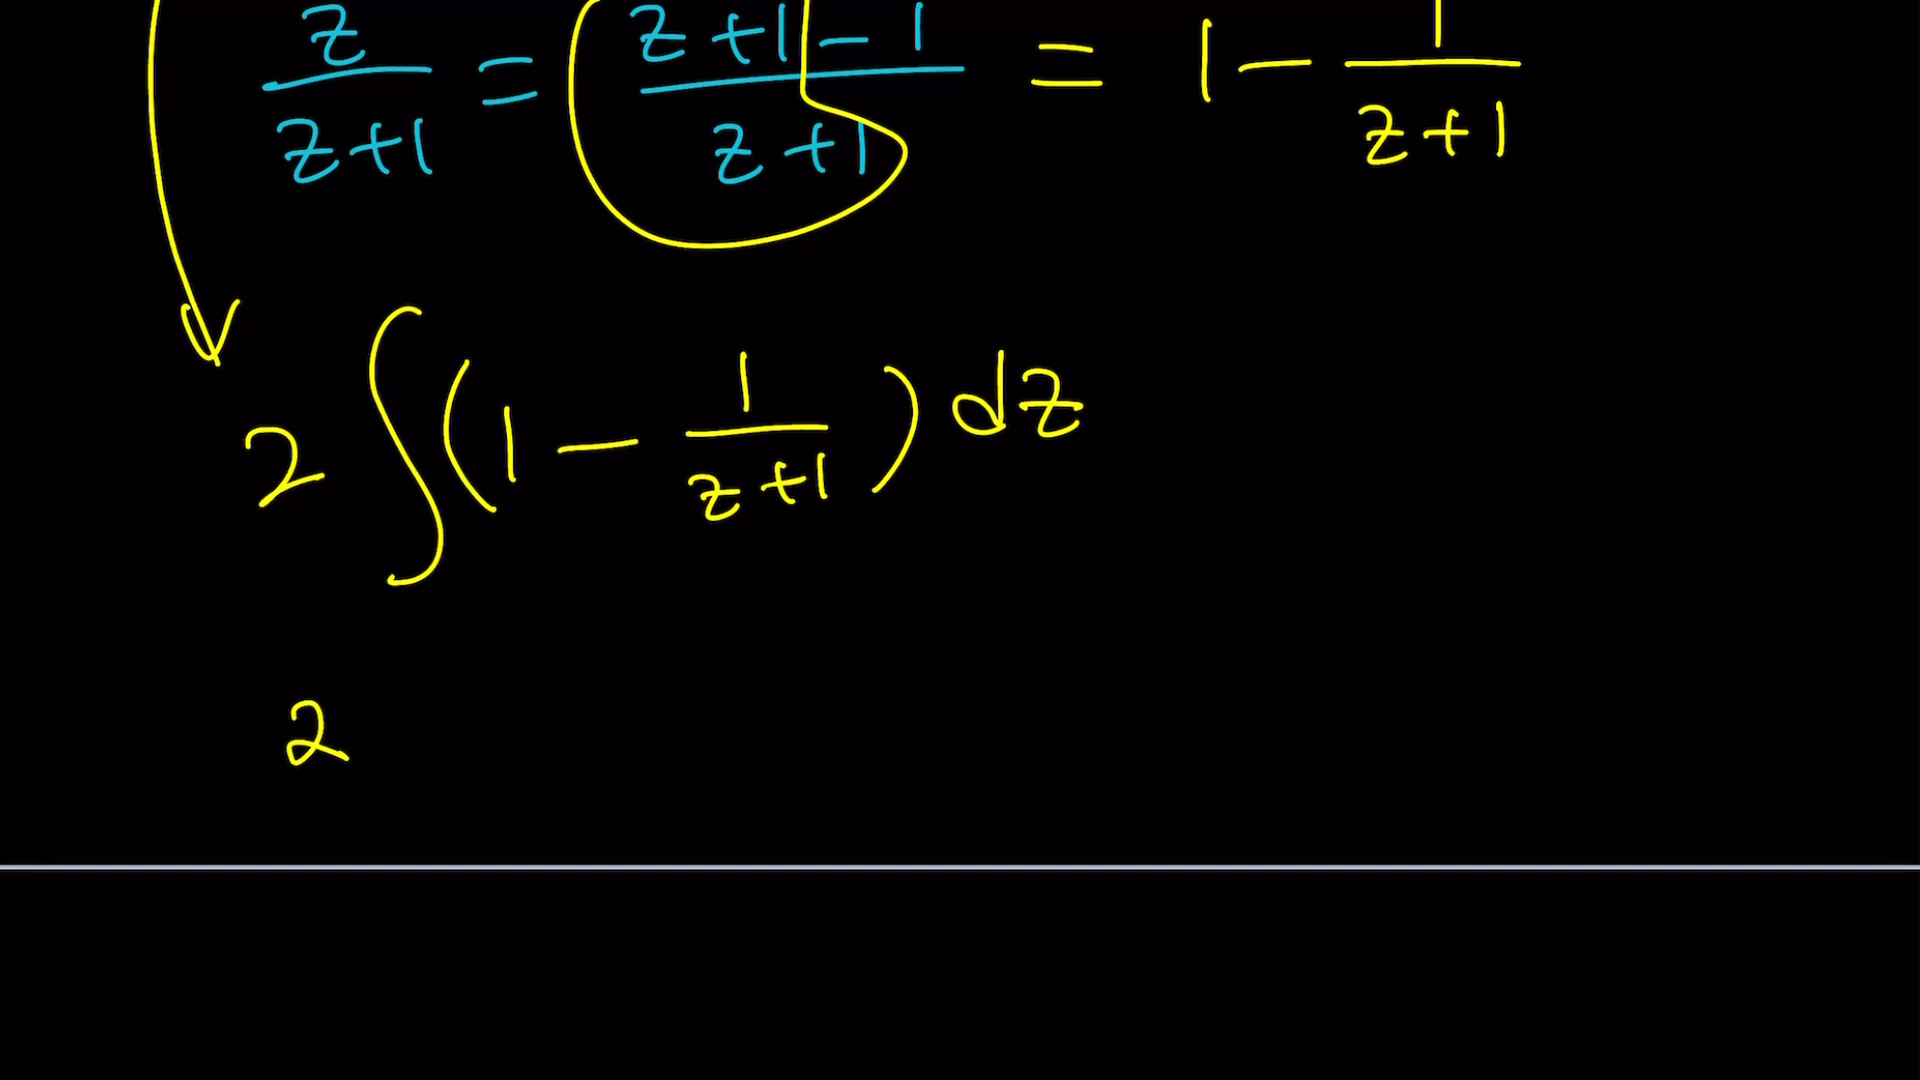 z/(z+1) = (z+1-1)/(z+1) = 1 - 1/(z+1)
2 ∫(1 - 1/(z+1)) dz
2